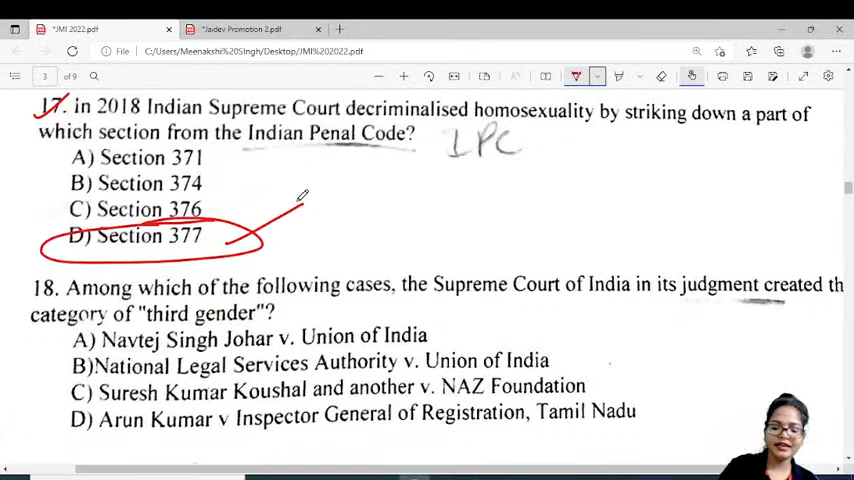 *JMI 2022.pdf
*Jaidev Promotion 2.pdf
File
C:/Users/Meenakshi%20SIngh/Desktop/JMI%202022.pdf
3 of 9
17. In 2018 Indian Supreme Court decriminalised homosexuality by striking down a part of
which section from the Indian Penal Code?
IPC
A) Section 371
B) Section 374
C) Section 376
D) Section 377
18. Among which of the following cases, the Supreme Court of India in its judgment created th
category of "third gender"?
A) Navtej Singh Johar v. Union of India
B)National Legal Services Authority v. Union of India
C) Suresh Kumar Koushal and another v. NAZ Foundation
D) Arun Kumar v Inspector General of Registration, Tamil Nadu